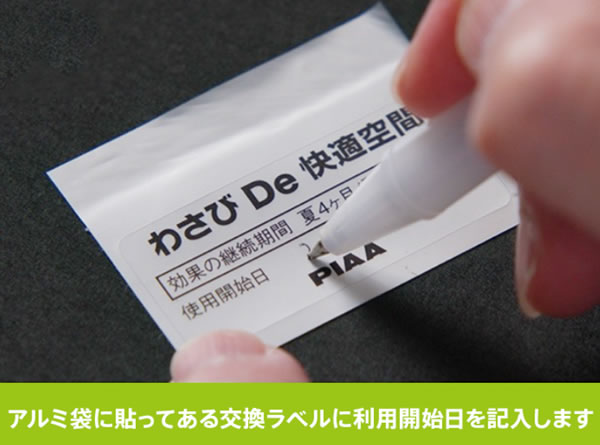 わさび De 快適空間
効果の継続期間 夏4ヶ月
使用開始日
PIAA
アルミ袋に貼ってある交換ラベルに利用開始日を記入します